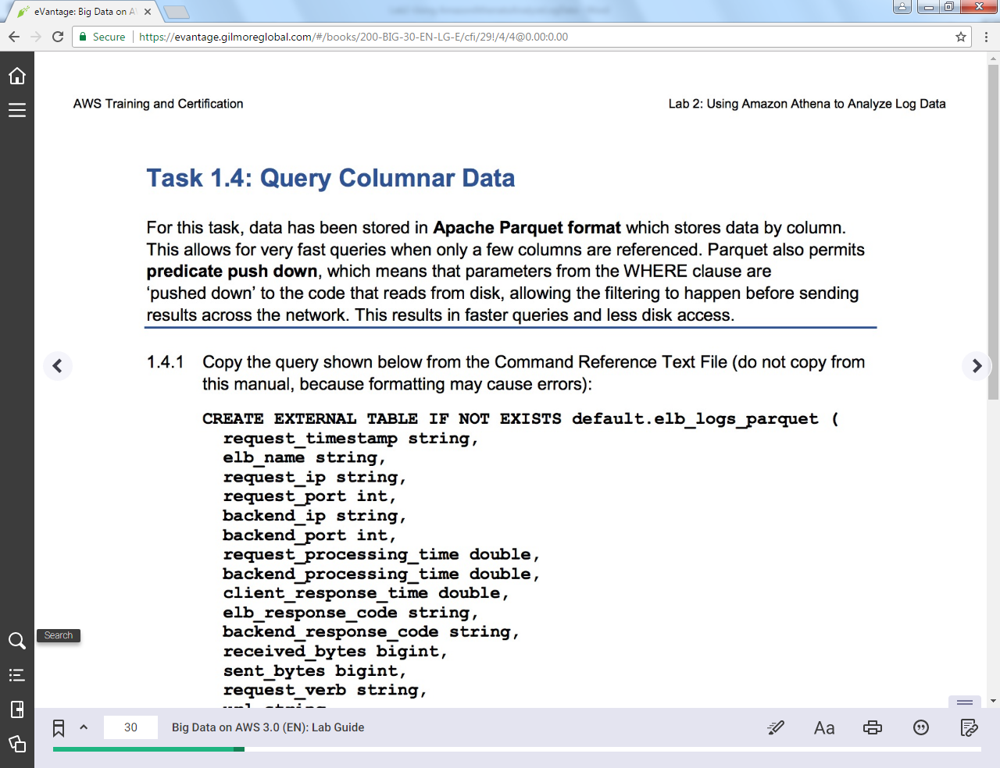 eVantage: Big Data on A
Secure
https://evantage.gilmoreglobal.com/#/books/200-BIG-30-EN-LG-E/cfi/29!/4/4@0.00:0.00
AWS Training and Certification
Lab 2: Using Amazon Athena to Analyze Log Data
Task 1.4: Query Columnar Data
For this task, data has been stored in Apache Parquet format which stores data by column.
This allows for very fast queries when only a few columns are referenced. Parquet also permits
predicate push down, which means that parameters from the WHERE clause are
‘pushed down’ to the code that reads from disk, allowing the filtering to happen before sending
results across the network. This results in faster queries and less disk access.
1.4.1 Copy the query shown below from the Command Reference Text File (do not copy from
this manual, because formatting may cause errors):
CREATE EXTERNAL TABLE IF NOT EXISTS default.elb_logs_parquet (
request_timestamp string,
elb_name string,
request_ip string,
request_port int,
backend_ip string,
backend_port int,
request_processing_time double,
backend_processing_time double,
client_response_time double,
elb_response_code string,
backend_response_code string,
received_bytes bigint,
sent_bytes bigint,
request_verb string,
Search
30
Big Data on AWS 3.0 (EN): Lab Guide
Aa